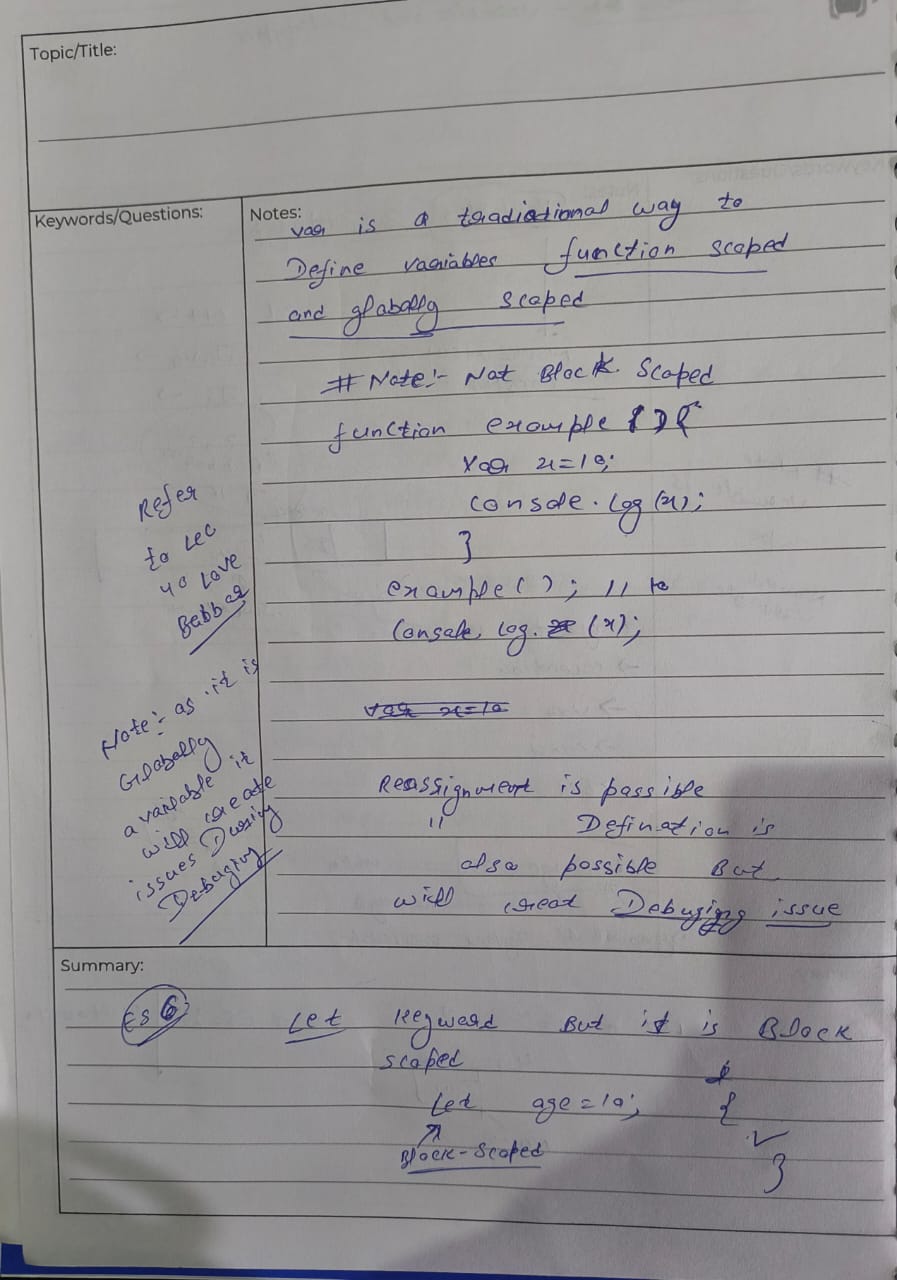 Topic/Title:
Keywords/Questions:
Notes:
var is a traditional way to
Define variables function scoped
and globally scoped
# Note:- Not Block Scoped
function example () {
var x=10;
console.log(x);
}
example(); // 10
Console.log.(x);
var x=10
Reassignment is possible
" Defination is
also possible But
will creat Debuging issue
Refer
to Lec
40 Love
Babbar
Note:- as it is
Globally
a variable it
will create
issues During
Debuging
Summary:
ES6
Let Keyword But it is Block
scoped
Let age=10; {
Block-Scoped
}